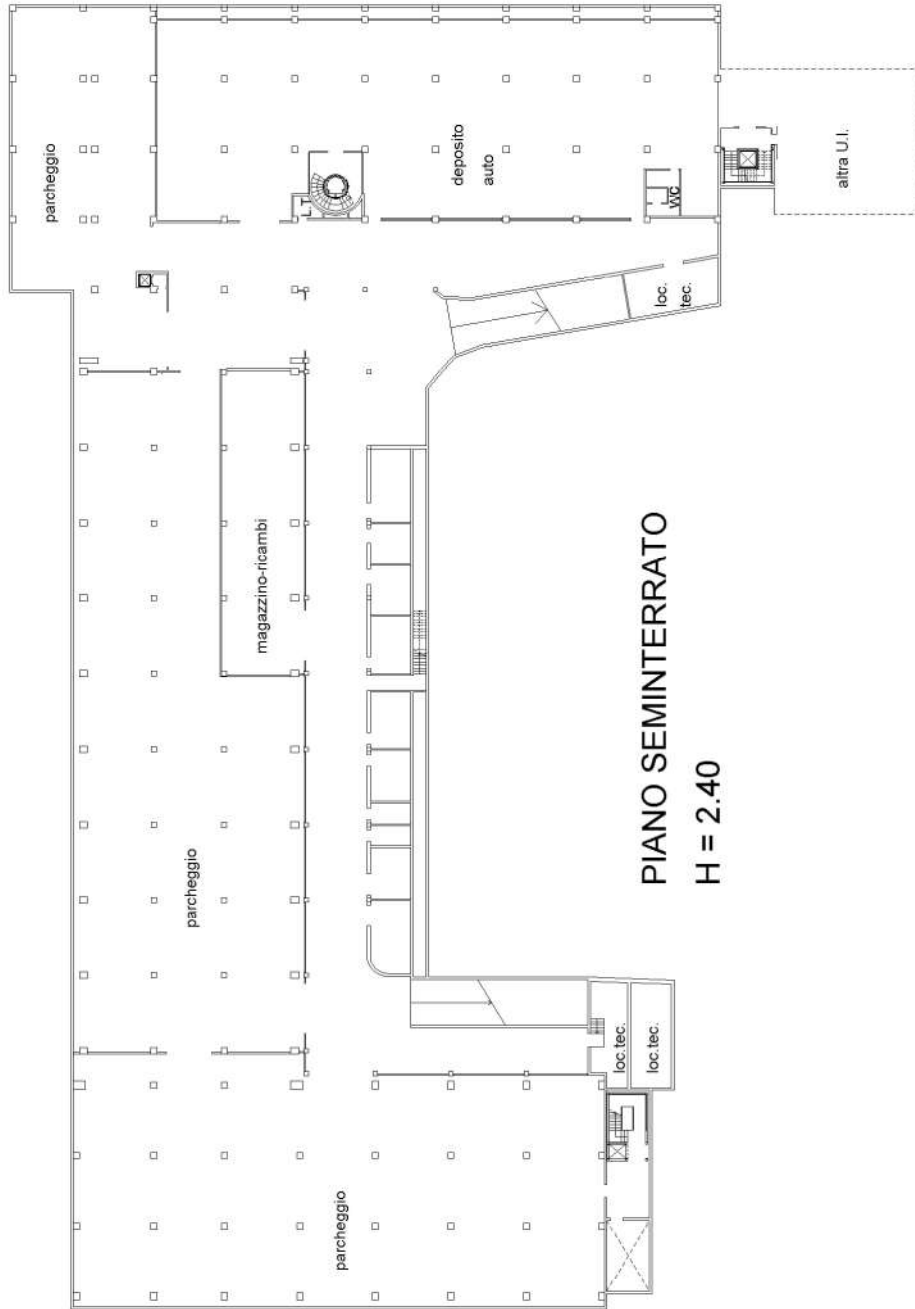 parcheggio
deposito
auto
L.T.
WC
altra U.I.
loc.
tec.
magazzino-ricambi
parcheggio
PIANO SEMINTERRATO
H = 2.40
loc.tec.
loc.tec.
parcheggio